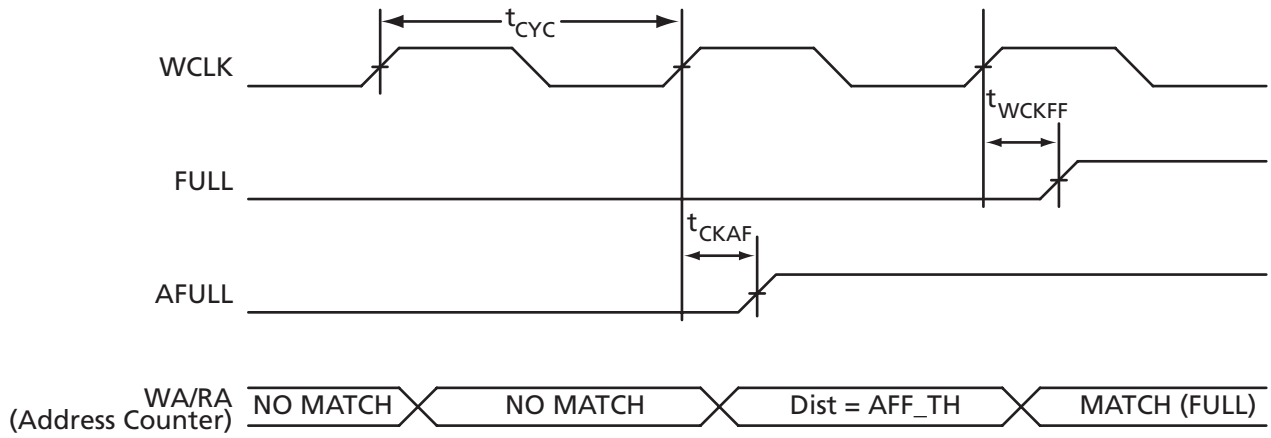 tCYC
WCLK
tWCKFF
FULL
tCKAF
AFULL
WA/RA
(Address Counter)
NO MATCH NO MATCH Dist = AFF_TH MATCH (FULL)